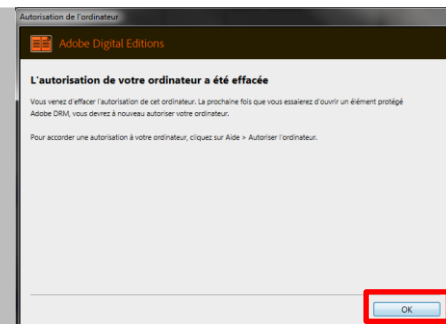 Autorisation de l'ordinateur
Adobe Digital Editions
L'autorisation de votre ordinateur a été effacée
Vous venez d'effacer l'autorisation de cet ordinateur. La prochaine fois que vous essaierez d'ouvrir un élément protégé
Adobe DRM, vous devrez à nouveau autoriser votre ordinateur.
Pour accorder une autorisation à votre ordinateur, cliquez sur Aide > Autoriser l'ordinateur.
OK